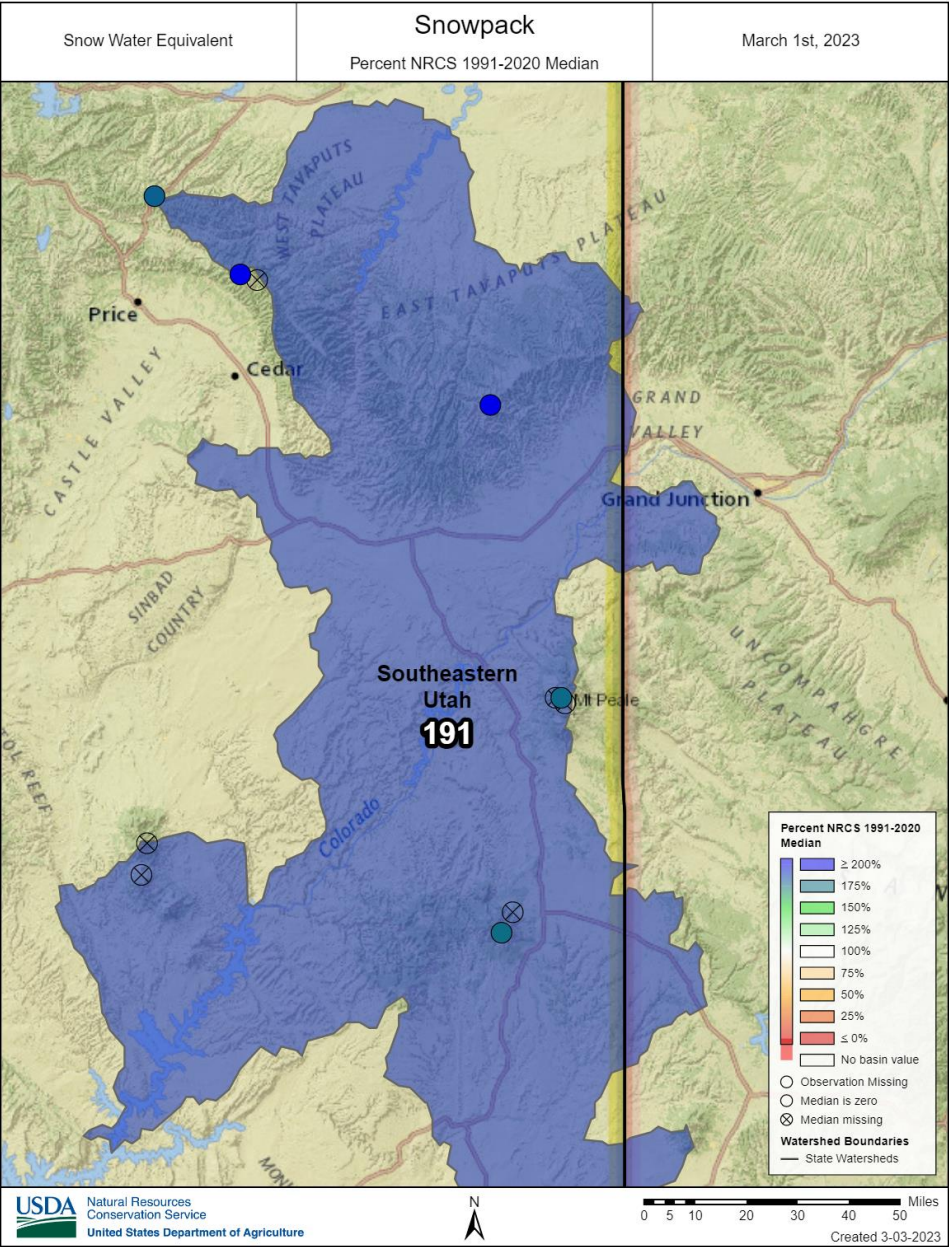 Snow Water Equivalent
Snowpack
Percent NRCS 1991-2020 Median
March 1st, 2023
WEST TAVAPUTS
PLATEAU
EAST TAVAPUTS PLATEAU
Price
Cedar
CASTLE VALLEY
GRAND
VALLEY
Grand Junction
SINBAD
COUNTRY
UNCOMPAHGRE
PLATEAU
Southeastern
Utah
191
Mt Peale
Colorado
TOL REEF
MONU
Percent NRCS 1991-2020
Median
≥ 200%
175%
150%
125%
100%
75%
50%
25%
≤ 0%
No basin value
Observation Missing
Median is zero
Median missing
Watershed Boundaries
State Watersheds
USDA
Natural Resources
Conservation Service
United States Department of Agriculture
N
Miles
0 5 10 20 30 40 50
Created 3-03-2023